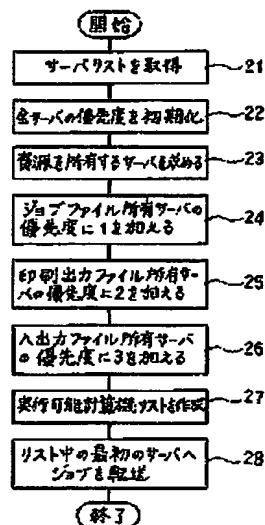 開始
サーバリストを取得
21
全サーバの優先度を初期化
22
資源を所有するサーバを求める
23
ジョブファイル所有サーバの
優先度に1を加える
24
印刷出力ファイル所有サー
バの優先度に2を加える
25
入出力ファイル所有サーバ
の優先度に3を加える
26
実行可能計算機リストを作成
27
リスト中の最初のサーバへ
ジョブを転送
28
終了